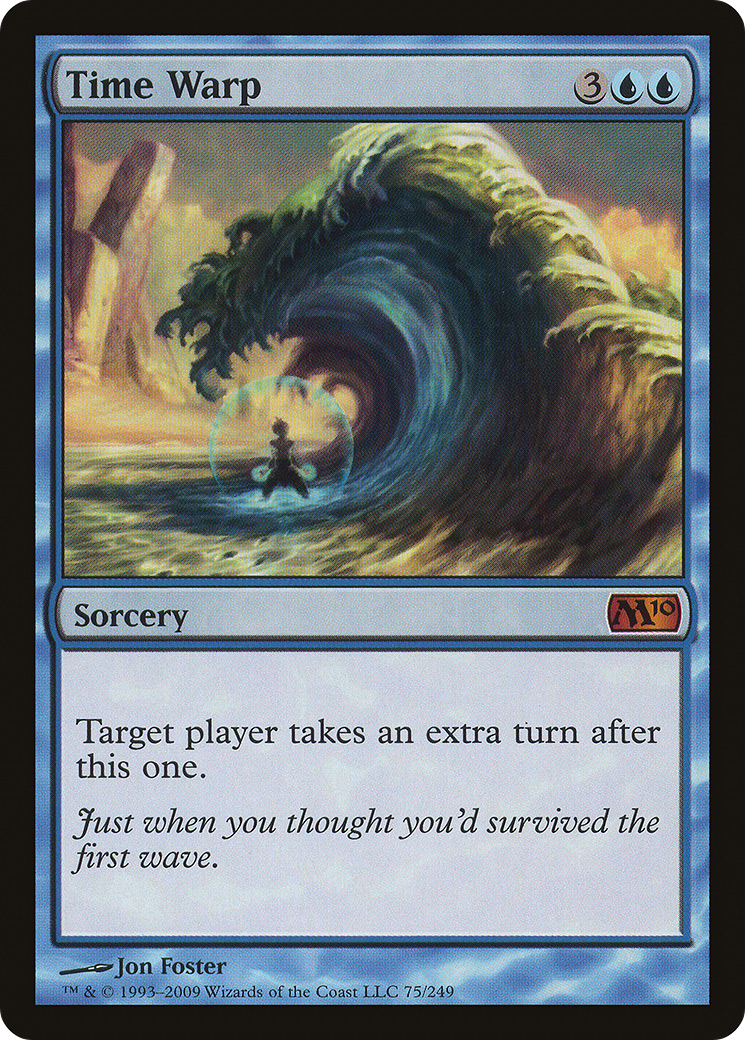 Time Warp 3
Sorcery M10
Target player takes an extra turn after
this one.
Just when you thought you'd survived the
first wave.
Jon Foster
™ & © 1993–2009 Wizards of the Coast LLC 75/249